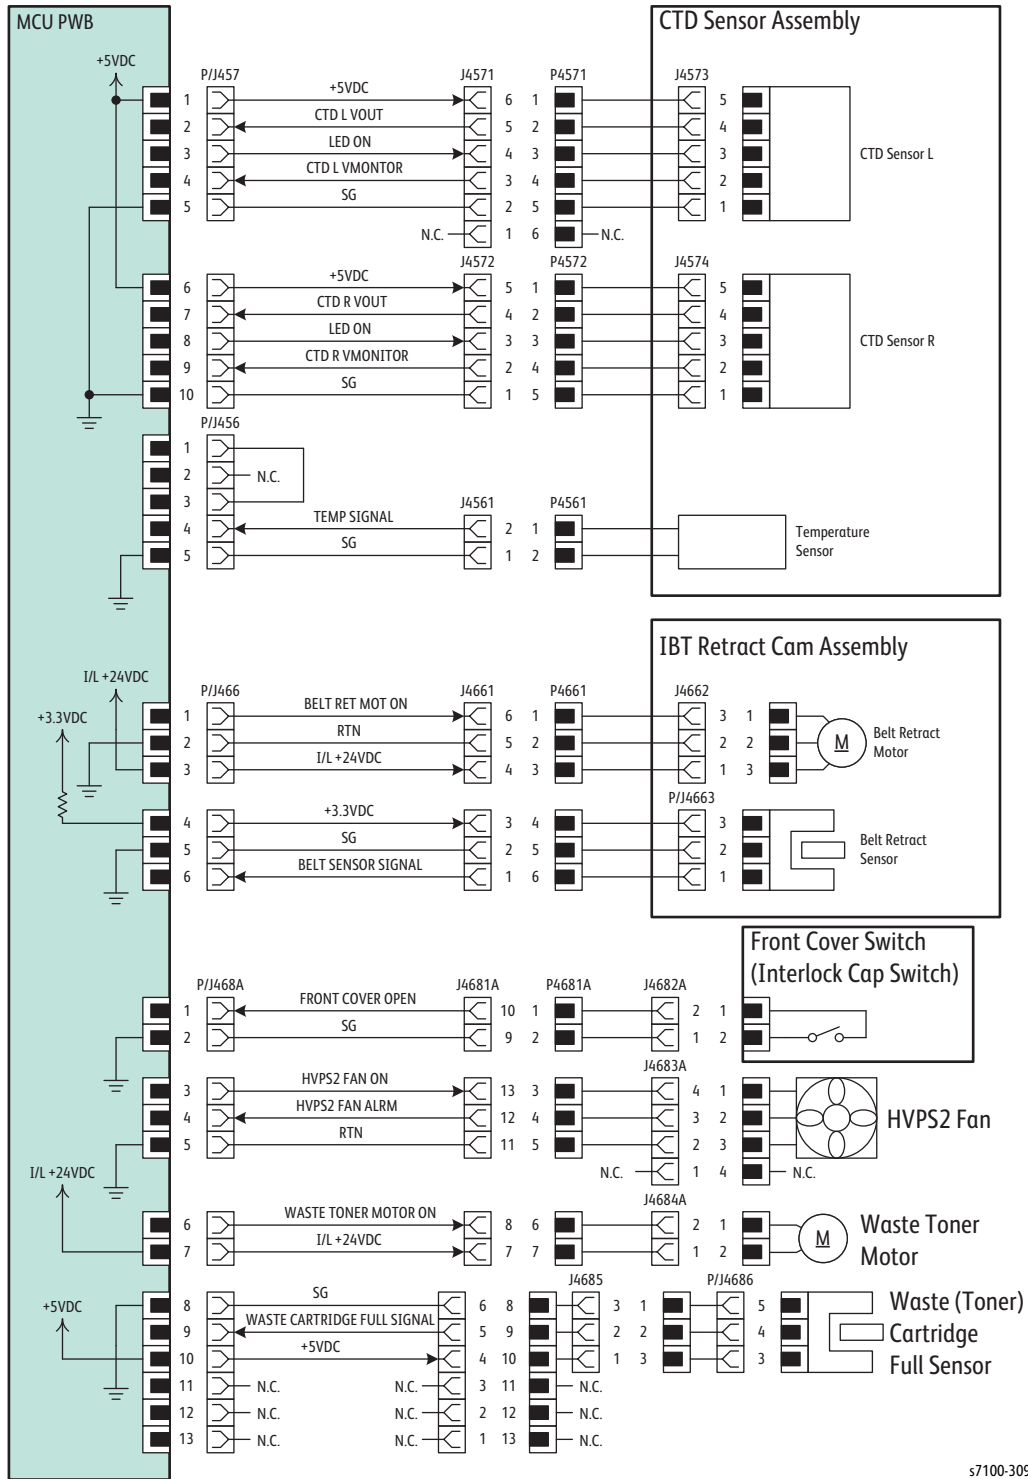 MCU PWB
CTD Sensor Assembly
+5VDC
P/J457 J4571 P4571 J4573
1 +5VDC 6 1 5
2 CTD L VOUT 5 2 4
3 LED ON 4 3 3 CTD Sensor L
4 CTD L VMONTOR 3 4 2
5 SG 2 5 1
N.C. 1 6 N.C.
J4572 P4572 J4574
6 +5VDC 5 1 5
7 CTD R VOUT 4 2 4
8 LED ON 3 3 3 CTD Sensor R
9 CTD R VMONITOR 2 4 2
10 SG 1 5 1
P/J456
1
2 N.C.
3 J4561 P4561
4 TEMP SIGNAL 2 1 Temperature
5 SG 1 2 Sensor
IBT Retract Cam Assembly
I/L +24VDC
+3.3VDC
P/J466 J4661 P4661 J4662
1 BELT RET MOT ON 6 1 3 1
2 RTN 5 2 2 2 M Belt Retract
3 I/L +24VDC 4 3 1 3 Motor
P/J4663
4 +3.3VDC 3 4 3
5 SG 2 5 2 Belt Retract
6 BELT SENSOR SIGNAL 1 6 1 Sensor
Front Cover Switch
(Interlock Cap Switch)
P/J468A J4681A P4681A J4682A
1 FRONT COVER OPEN 10 1 2 1
2 SG 9 2 1 2
J4683A
3 HVPS2 FAN ON 13 3 4 1
4 HVPS2 FAN ALRM 12 4 3 2 HVPS2 Fan
5 RTN 11 5 2 3
N.C. 1 4 N.C.
I/L +24VDC
J4684A
6 WASTE TONER MOTOR ON 8 6 2 1 Waste Toner
7 I/L +24VDC 7 7 1 2 M Motor
J4685 P/J4686
+5VDC
8 SG 6 8 3 1 5 Waste (Toner)
9 WASTE CARTRIDGE FULL SIGNAL 5 9 2 2 4 Cartridge
10 +5VDC 4 10 1 3 3 Full Sensor
11 N.C. N.C. 3 11 N.C.
12 N.C. N.C. 2 12 N.C.
13 N.C. N.C. 1 13 N.C.
s7100-309